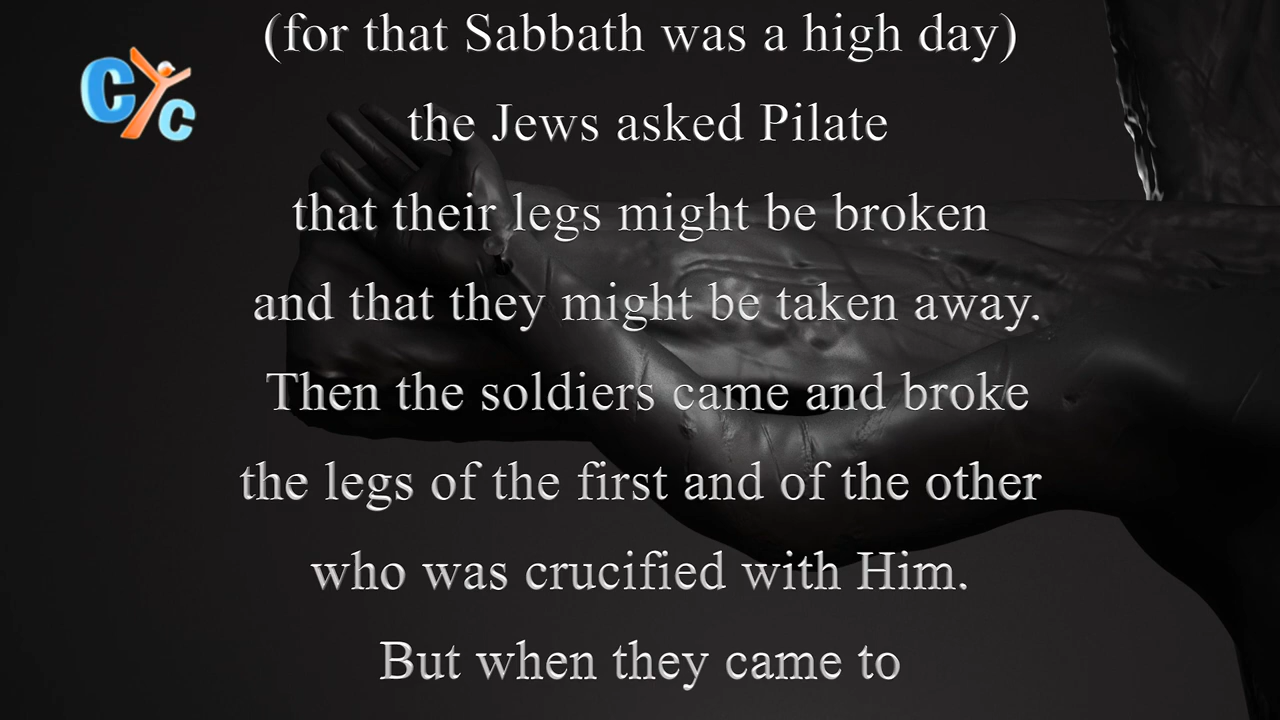 (for that Sabbath was a high day)
CYC
the Jews asked Pilate
that their legs might be broken
and that they might be taken away.
Then the soldiers came and broke
the legs of the first and of the other
who was crucified with Him.
But when they came to